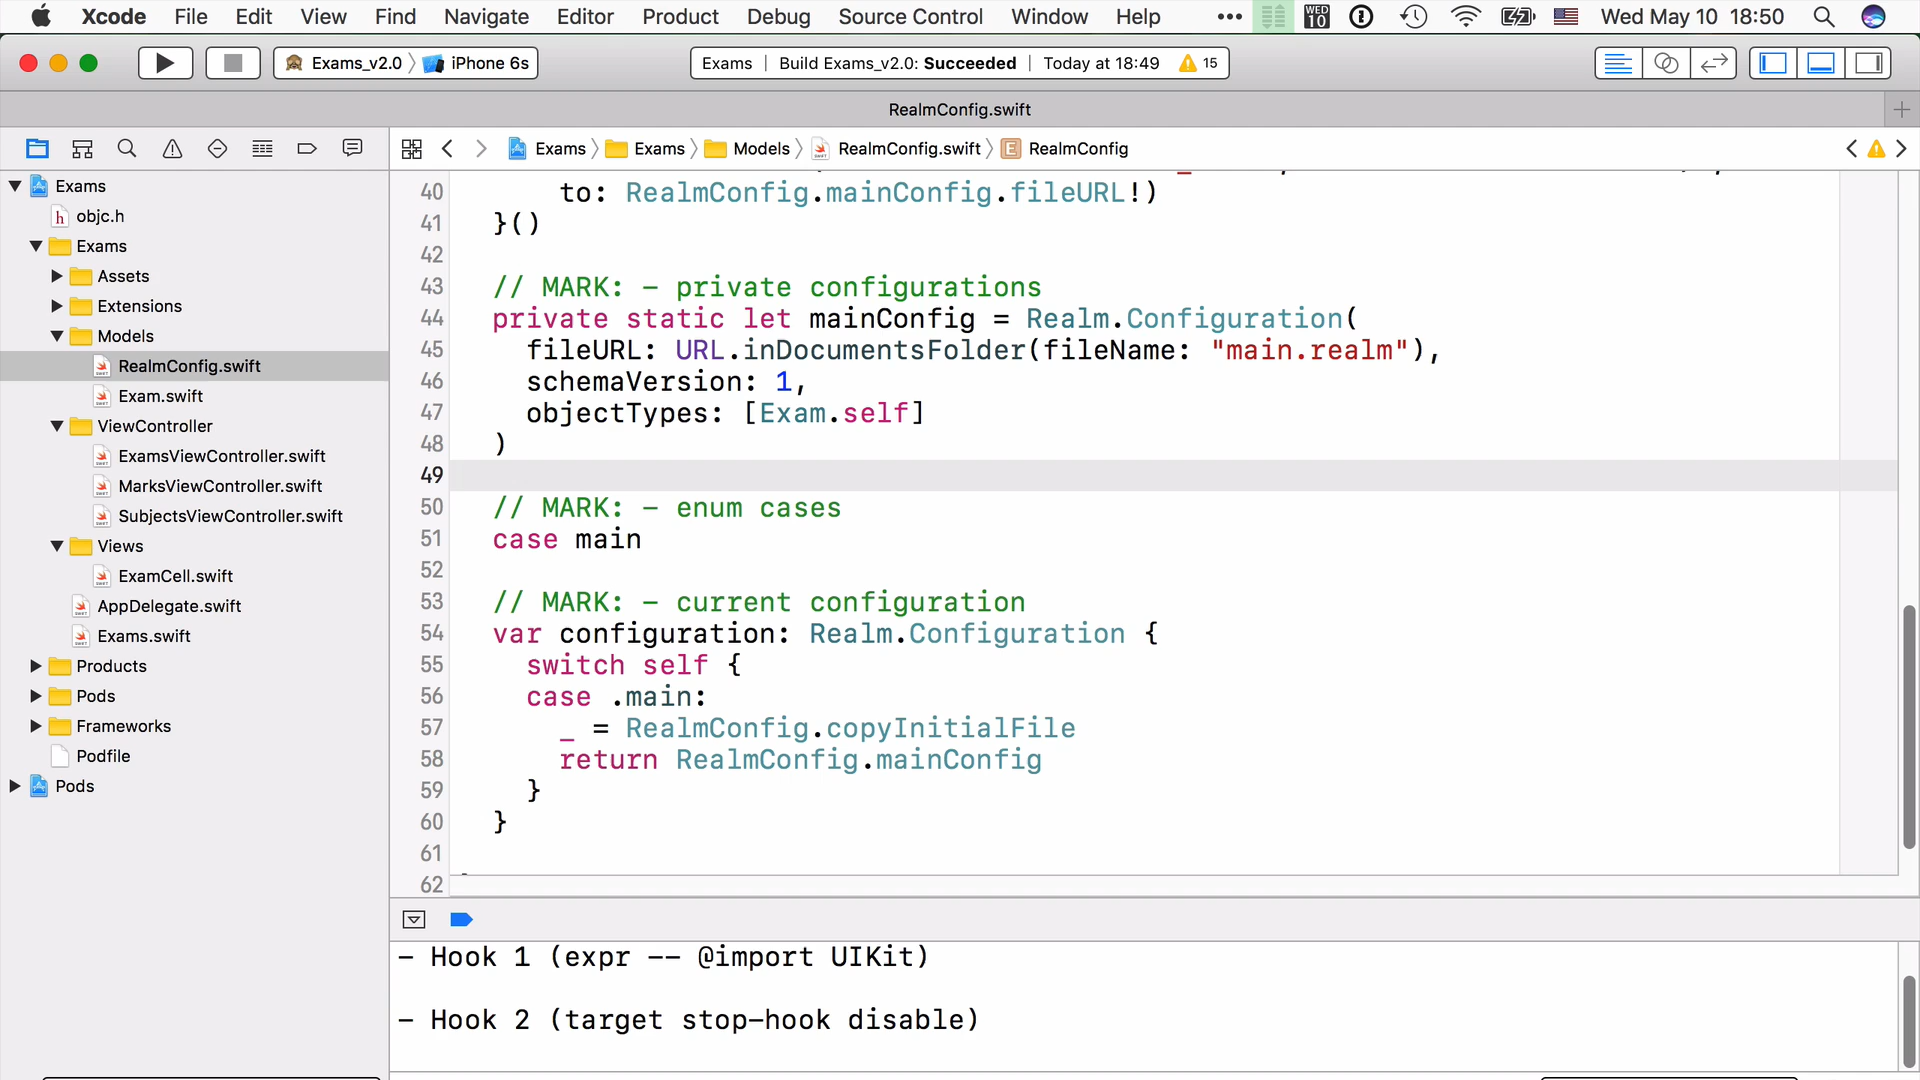 Xcode File Edit View Find Navigate Editor Product Debug Source Control Window Help ••• WED 10 Wed May 10 18:50
Exams_v2.0 iPhone 6s Exams | Build Exams_v2.0: Succeeded | Today at 18:49 15
RealmConfig.swift
Exams Exams Models RealmConfig.swift E RealmConfig
Exams
h objc.h
Exams
Assets
Extensions
Models
RealmConfig.swift
Exam.swift
ViewController
ExamsViewController.swift
MarksViewController.swift
SubjectsViewController.swift
Views
ExamCell.swift
AppDelegate.swift
Exams.swift
Products
Pods
Frameworks
Podfile
Pods
40 to: RealmConfig.mainConfig.fileURL!)
41 }()
42
43 // MARK: - private configurations
44 private static let mainConfig = Realm.Configuration(
45 fileURL: URL.inDocumentsFolder(fileName: "main.realm"),
46 schemaVersion: 1,
47 objectTypes: [Exam.self]
48 )
49
50 // MARK: - enum cases
51 case main
52
53 // MARK: - current configuration
54 var configuration: Realm.Configuration {
55 switch self {
56 case .main:
57 _ = RealmConfig.copyInitialFile
58 return RealmConfig.mainConfig
59 }
60 }
61
62
- Hook 1 (expr -- @import UIKit)
- Hook 2 (target stop-hook disable)